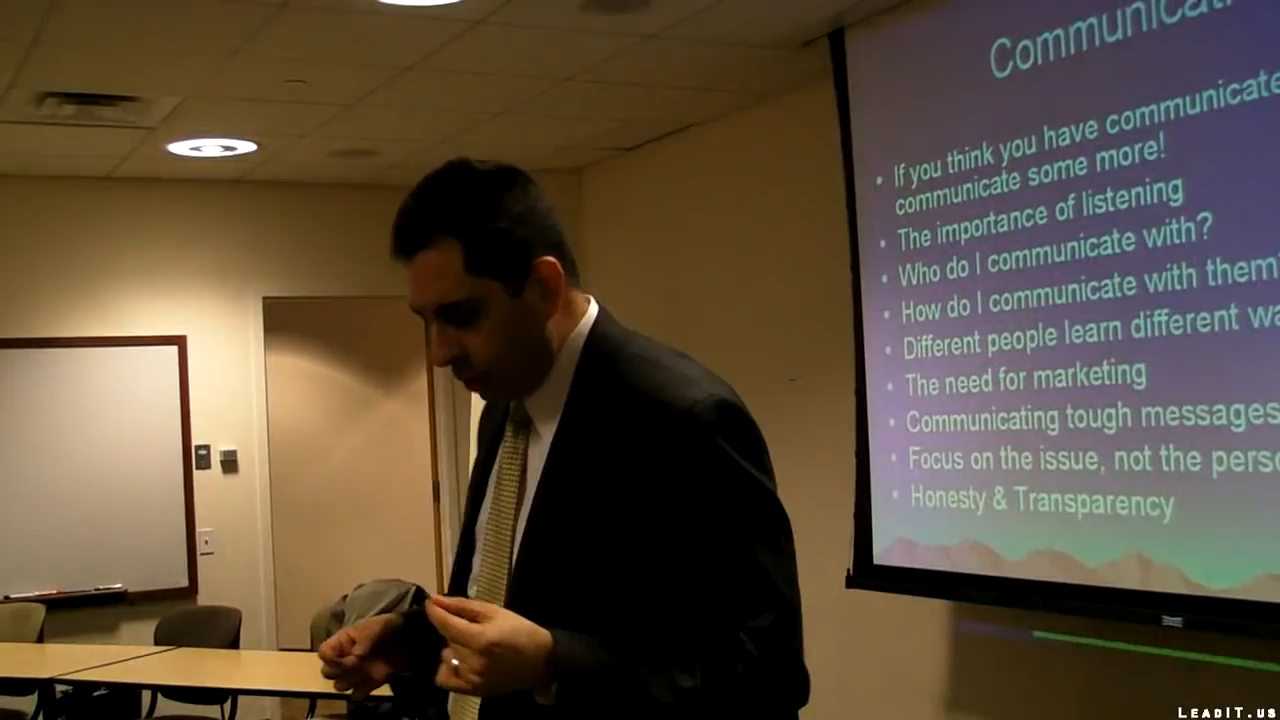 Communicati
• If you think you have communicate
communicate some more!
• The importance of listening
• Who do I communicate with?
• How do I communicate with them
• Different people learn different wa
• The need for marketing
• Communicating tough messages
• Focus on the issue, not the perso
• Honesty & Transparency
LEADIT.US